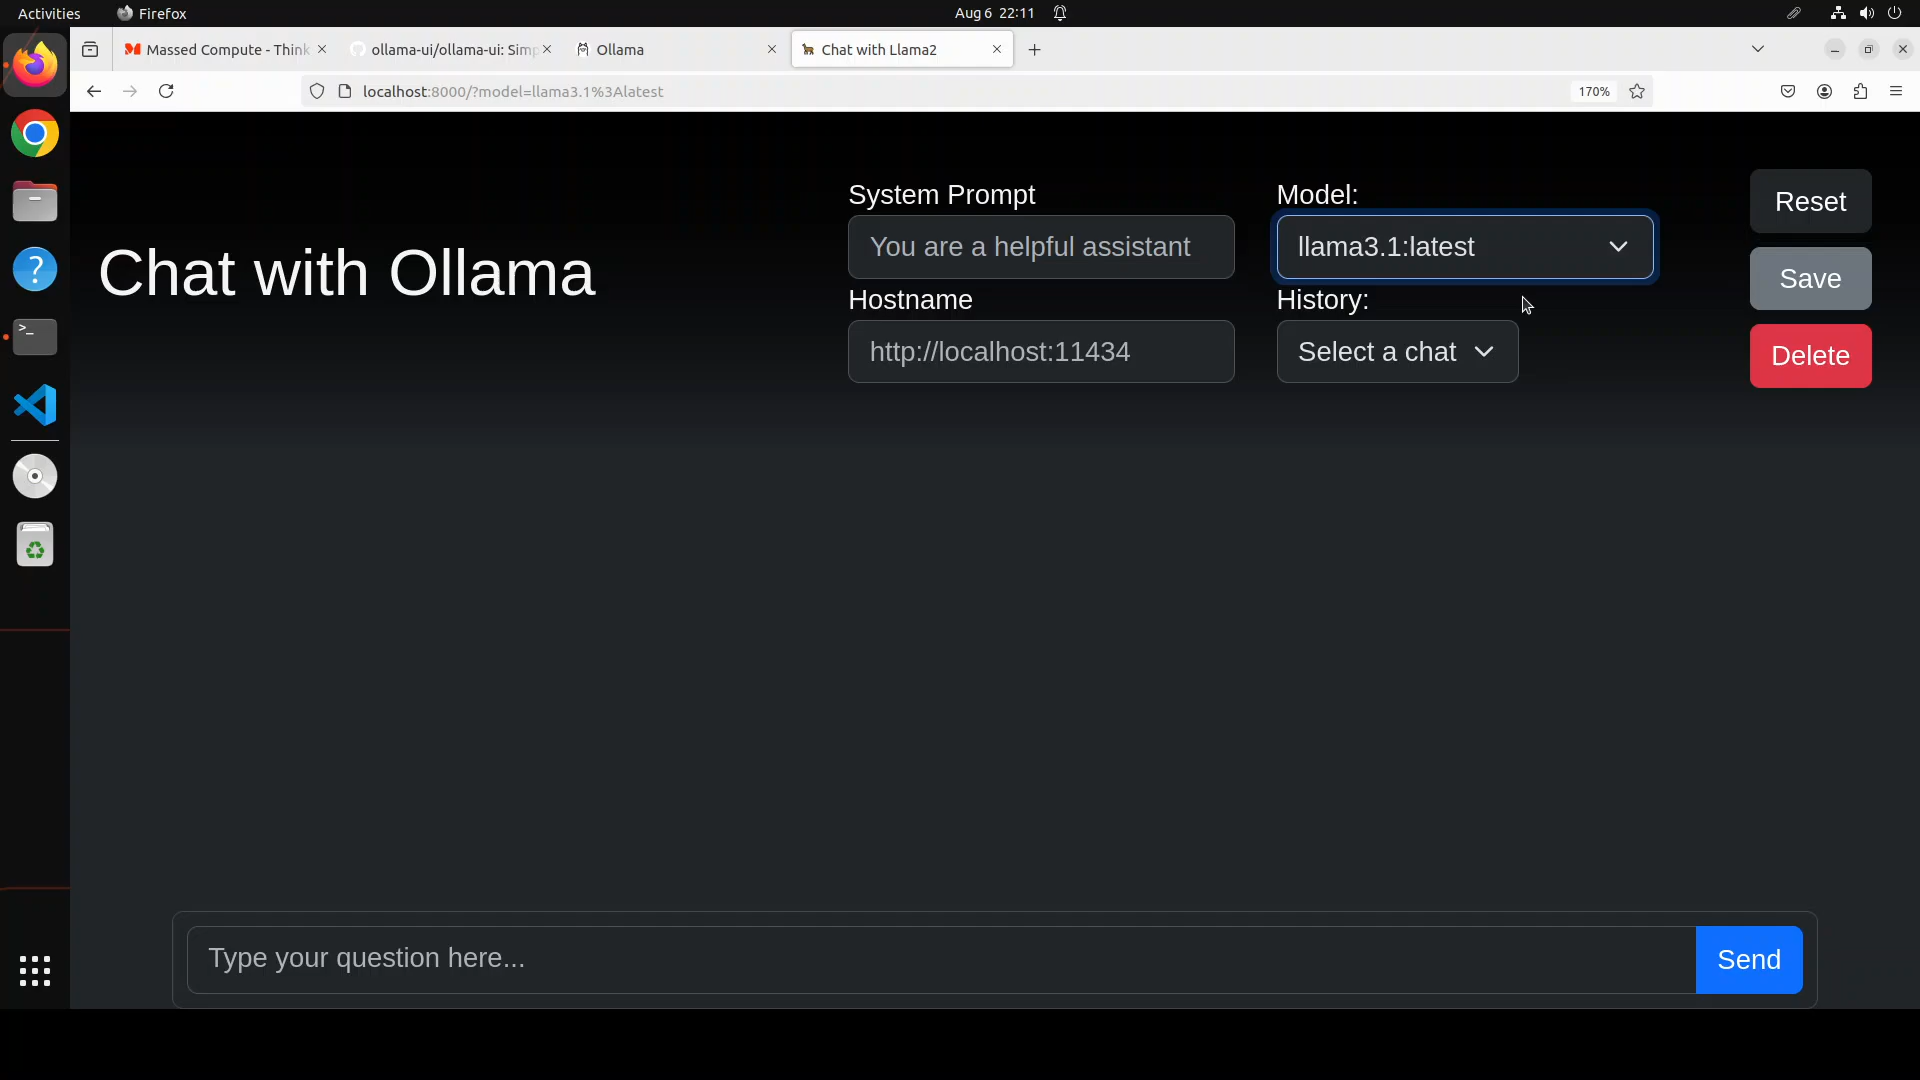 Activities
Firefox
Aug 6 22:11
Massed Compute - Think
ollama-ui/ollama-ui: Simp
Ollama
Chat with Llama2
localhost:8000/?model=llama3.1%3Alatest
170%
Chat with Ollama
System Prompt
You are a helpful assistant
Hostname
http://localhost:11434
Model:
llama3.1:latest
History:
Select a chat
Reset
Save
Delete
Type your question here...
Send